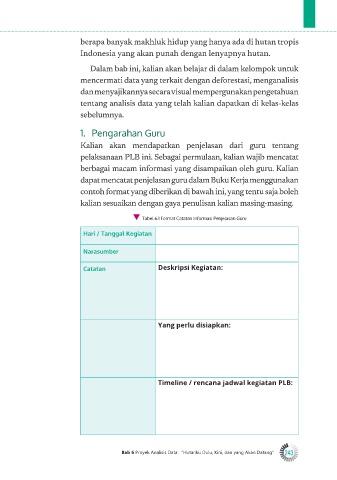 berapa banyak makhluk hidup yang hanya ada di hutan tropis
Indonesia yang akan punah dengan lenyapnya hutan.
Dalam bab ini, kalian akan belajar di dalam kelompok untuk
mencermati data yang terkait dengan deforestasi, menganalisis
dan menyajikannya secara visual mempergunakan pengetahuan
tentang analisis data yang telah kalian dapatkan di kelas-kelas
sebelumnya.
1. Pengarahan Guru
Kalian akan mendapatkan penjelasan dari guru tentang
pelaksanaan PLB ini. Sebagai permulaan, kalian wajib mencatat
berbagai macam informasi yang disampaikan oleh guru. Kalian
dapat mencatat penjelasan guru dalam Buku Kerja menggunakan
contoh format yang diberikan di bawah ini, yang tentu saja boleh
kalian sesuaikan dengan gaya penulisan kalian masing-masing.
Tabel 6.1 Format Catatan Informasi Penjelasan Guru
Hari / Tanggal Kegiatan
Narasumber
Catatan
Deskripsi Kegiatan:
Yang perlu disiapkan:
Timeline / rencana jadwal kegiatan PLB:
Bab 6 Proyek Analisis Data: "Hutanku Dulu, Kini, dan yang Akan Datang" 243